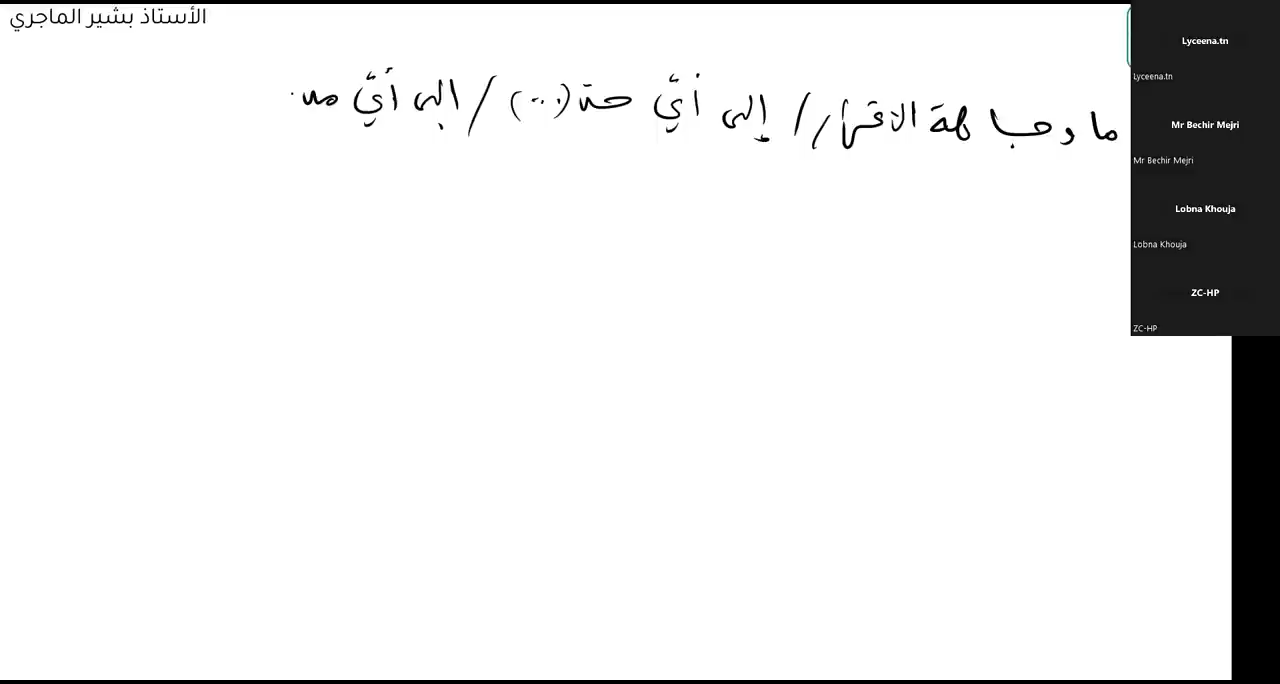 الأستاذ بشير الماجري
ما وجاهة الاقرار / إلى أيّ حدّ (...) / إلى أيّ مد
Lyceena.tn
Lyceena.tn
Mr Bechir Mejri
Mr Bechir Mejri
Lobna Khouja
Lobna Khouja
ZC-HP
ZC-HP